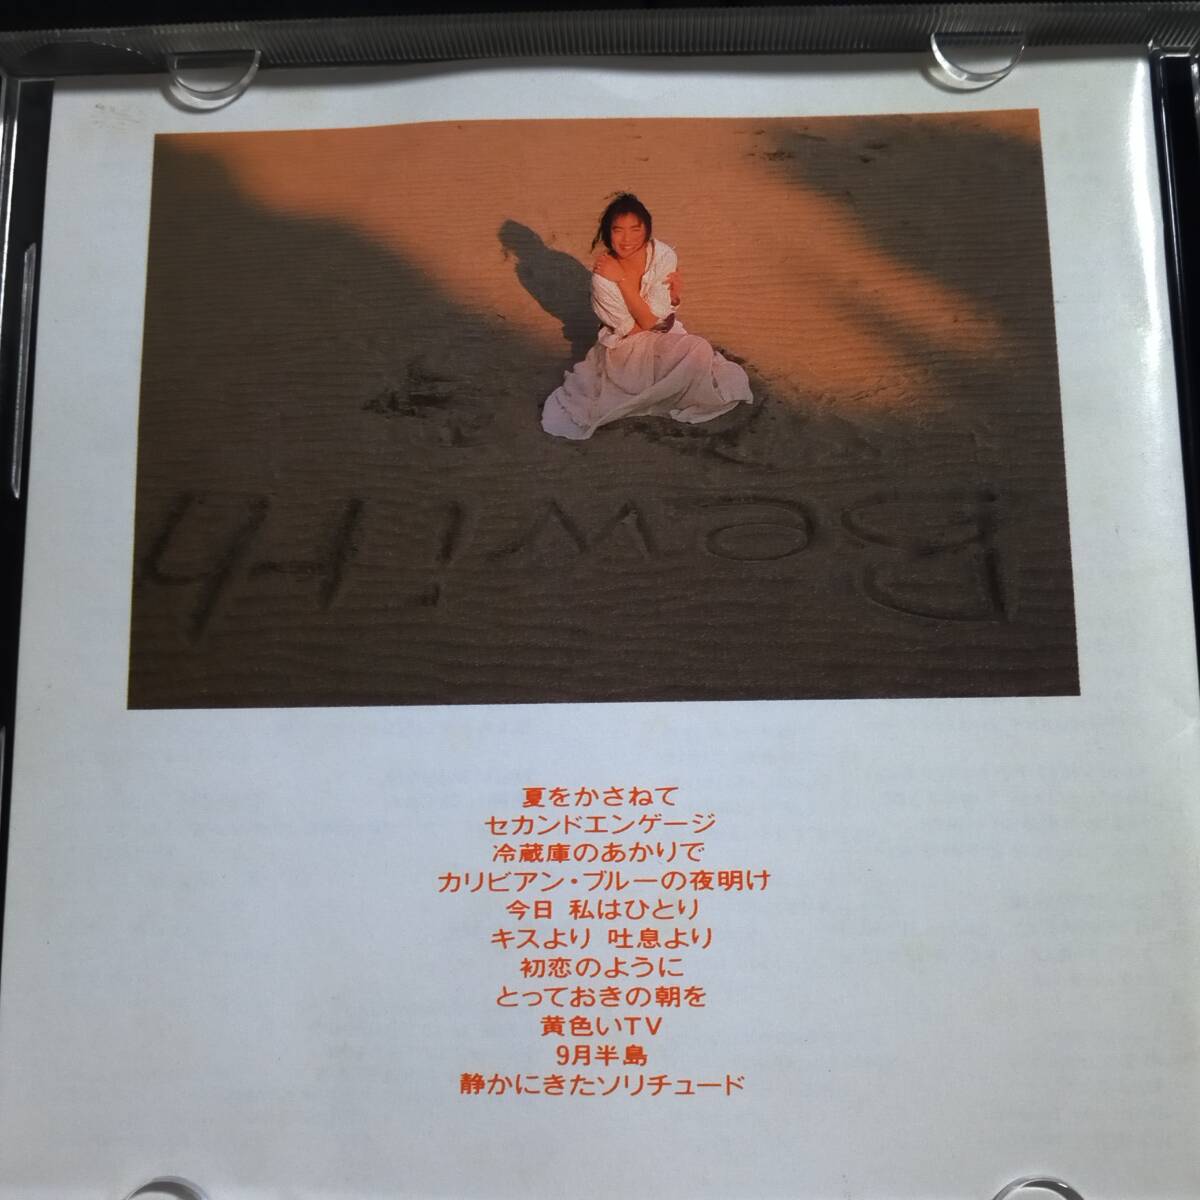 Be with
夏をかさねて
セカンドエンゲージ
冷蔵庫のあかりで
カリビアン・ブルーの夜明け
今日 私はひとり
キスより 吐息より
初恋のように
とっておきの朝を
黄色いTV
9月半島
静かにきたソリチュード